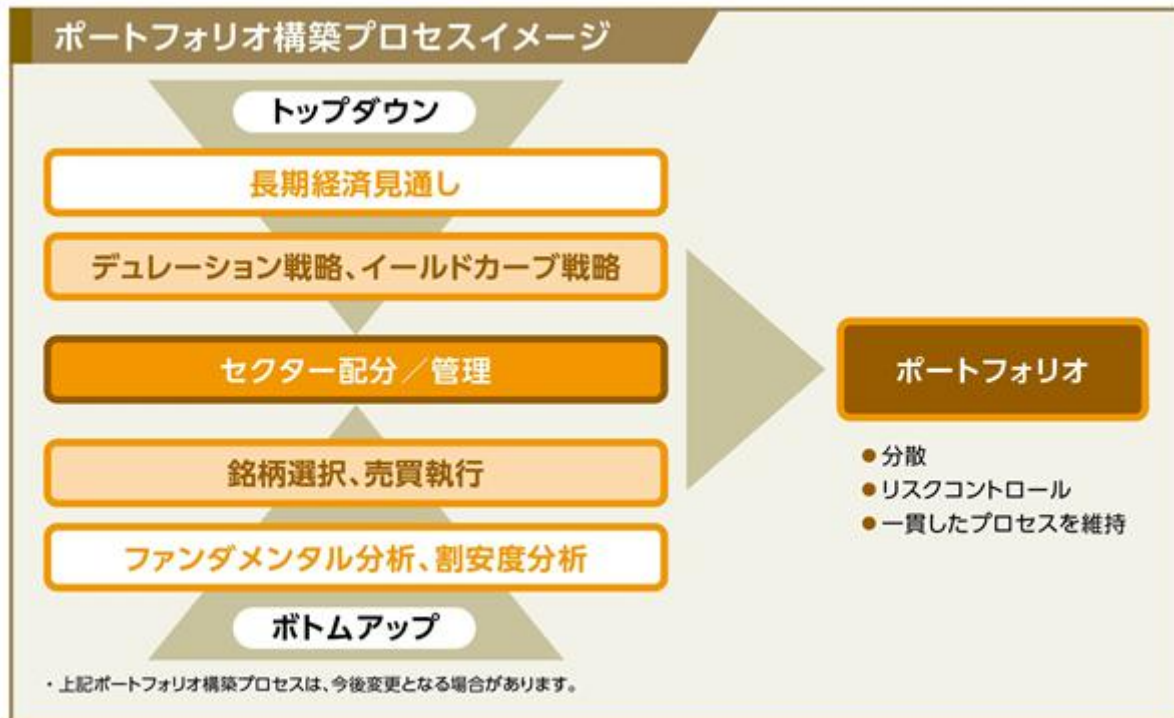 ポートフォリオ構築プロセスイメージ
トップダウン
長期経済見通し
デュレーション戦略、イールドカーブ戦略
セクター配分／管理
銘柄選択、売買執行
ファンダメンタル分析、割安度分析
ボトムアップ
ポートフォリオ
●分散
●リスクコントロール
●一貫したプロセスを維持
・上記ポートフォリオ構築プロセスは、今後変更となる場合があります。